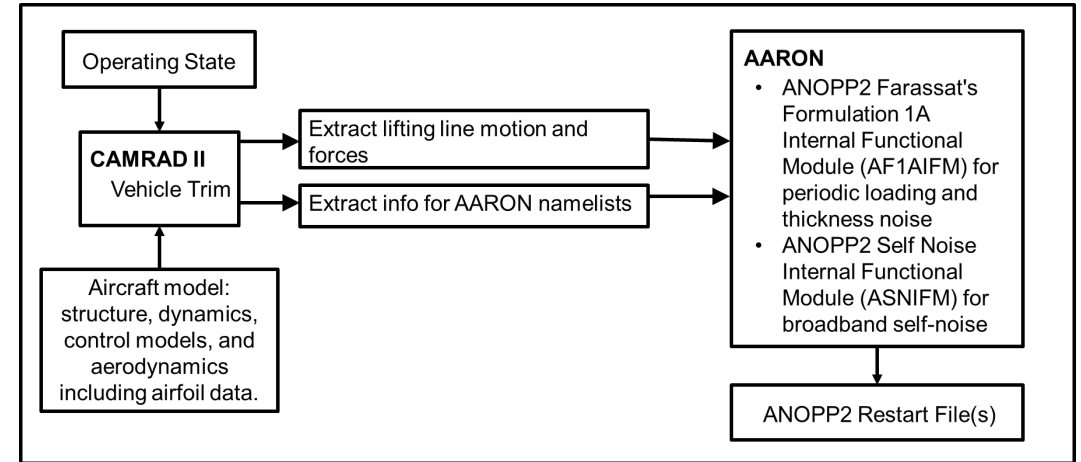 Operating State
CAMRAD II
Vehicle Trim
Aircraft model:
structure, dynamics,
control models, and
aerodynamics
including airfoil data.
Extract lifting line motion and
forces
Extract info for AARON namelists
AARON
• ANOPP2 Farassat's
Formulation 1A
Internal Functional
Module (AF1AIFM) for
periodic loading and
thickness noise
• ANOPP2 Self Noise
Internal Functional
Module (ASNIFM) for
broadband self-noise
ANOPP2 Restart File(s)